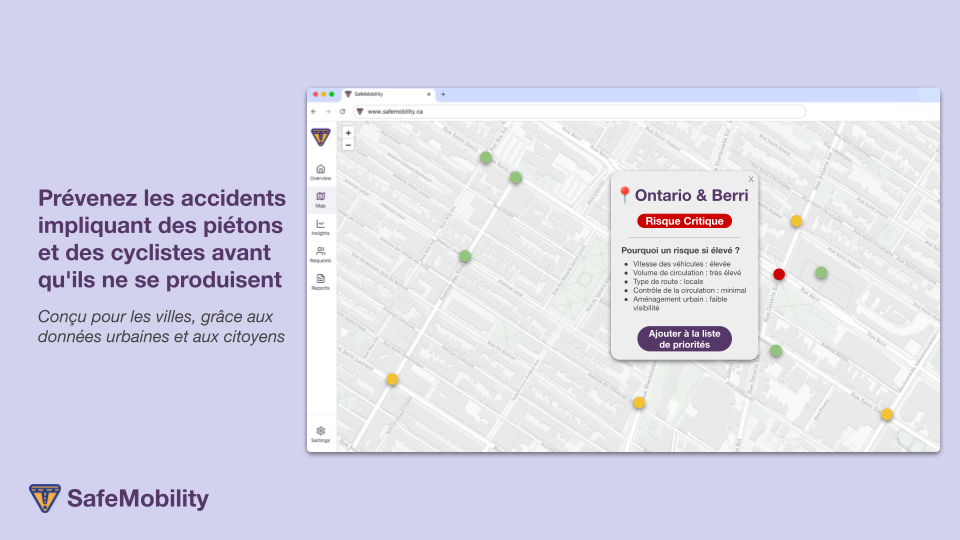 Prévenez les accidents
impliquant des piétons
et des cyclistes avant
qu'ils ne se produisent
Conçu pour les villes, grâce aux
données urbaines et aux citoyens
SafeMobility
SafeMobility
x
+
www.safemobility.ca
+
−
Overview
Map
Insights
Requests
Reports
Settings
X
Ontario & Berri
Risque Critique
Pourquoi un risque si élevé ?
• Vitesse des véhicules : élevée
• Volume de circulation : très élevé
• Type de route : locale
• Contrôle de la circulation : minimal
• Aménagement urbain : faible
visibilité
Ajouter à la liste
de priorités